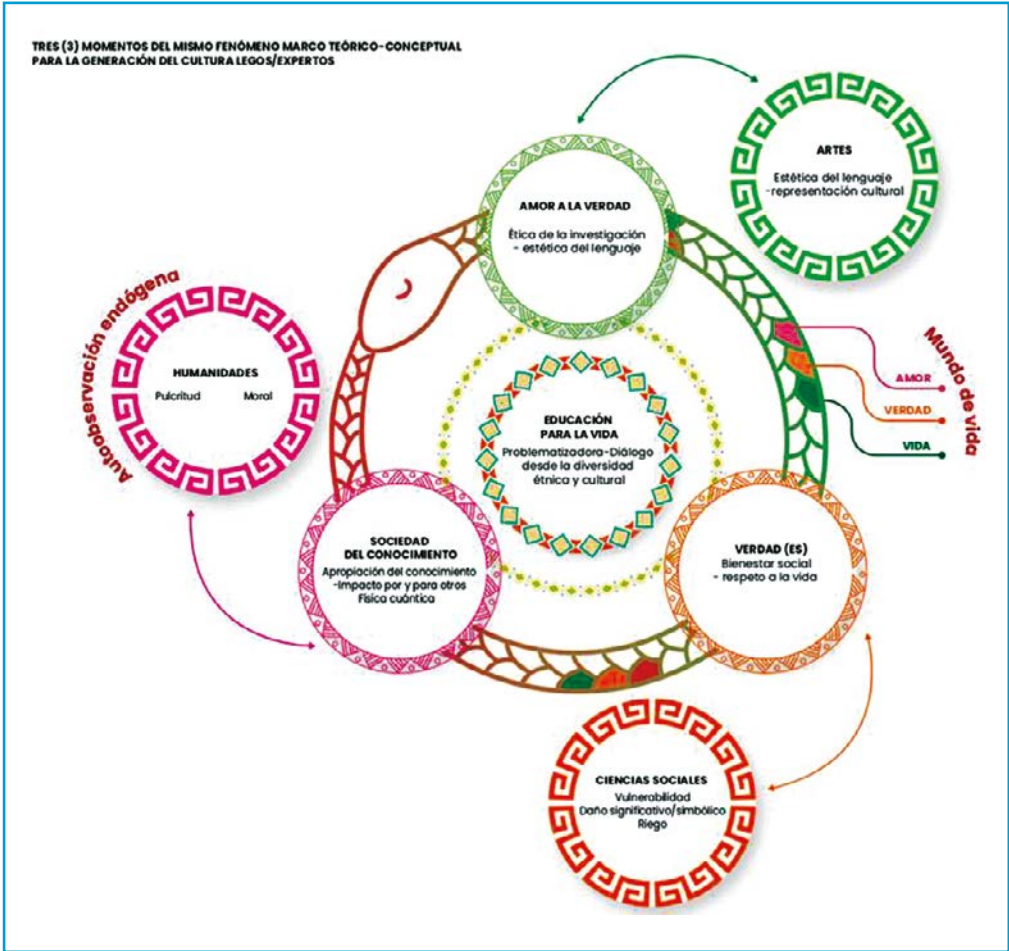 TRES (3) MOMENTOS DEL MISMO FENÓMENO MARCO TEÓRICO-CONCEPTUAL
PARA LA GENERACIÓN DEL CULTURA LEGOS/EXPERTOS
ARTES
Estética del lenguaje
-representación cultural
AMOR A LA VERDAD
Ética de la investigación
- estética del lenguaje
Autoobservación endógena
HUMANIDADES
Pulcritud Moral
Mundo de vida
AMOR
VERDAD
VIDA
EDUCACIÓN
PARA LA VIDA
Problematizadora-Diálogo
desde la diversidad
étnica y cultural
SOCIEDAD
DEL CONOCIMIENTO
Apropiación del conocimiento
-Impacto por y para otros
Física cuántica
VERDAD (ES)
Bienestar social
- respeto a la vida
CIENCIAS SOCIALES
Vulnerabilidad
Daño significativo/simbólico
Riego